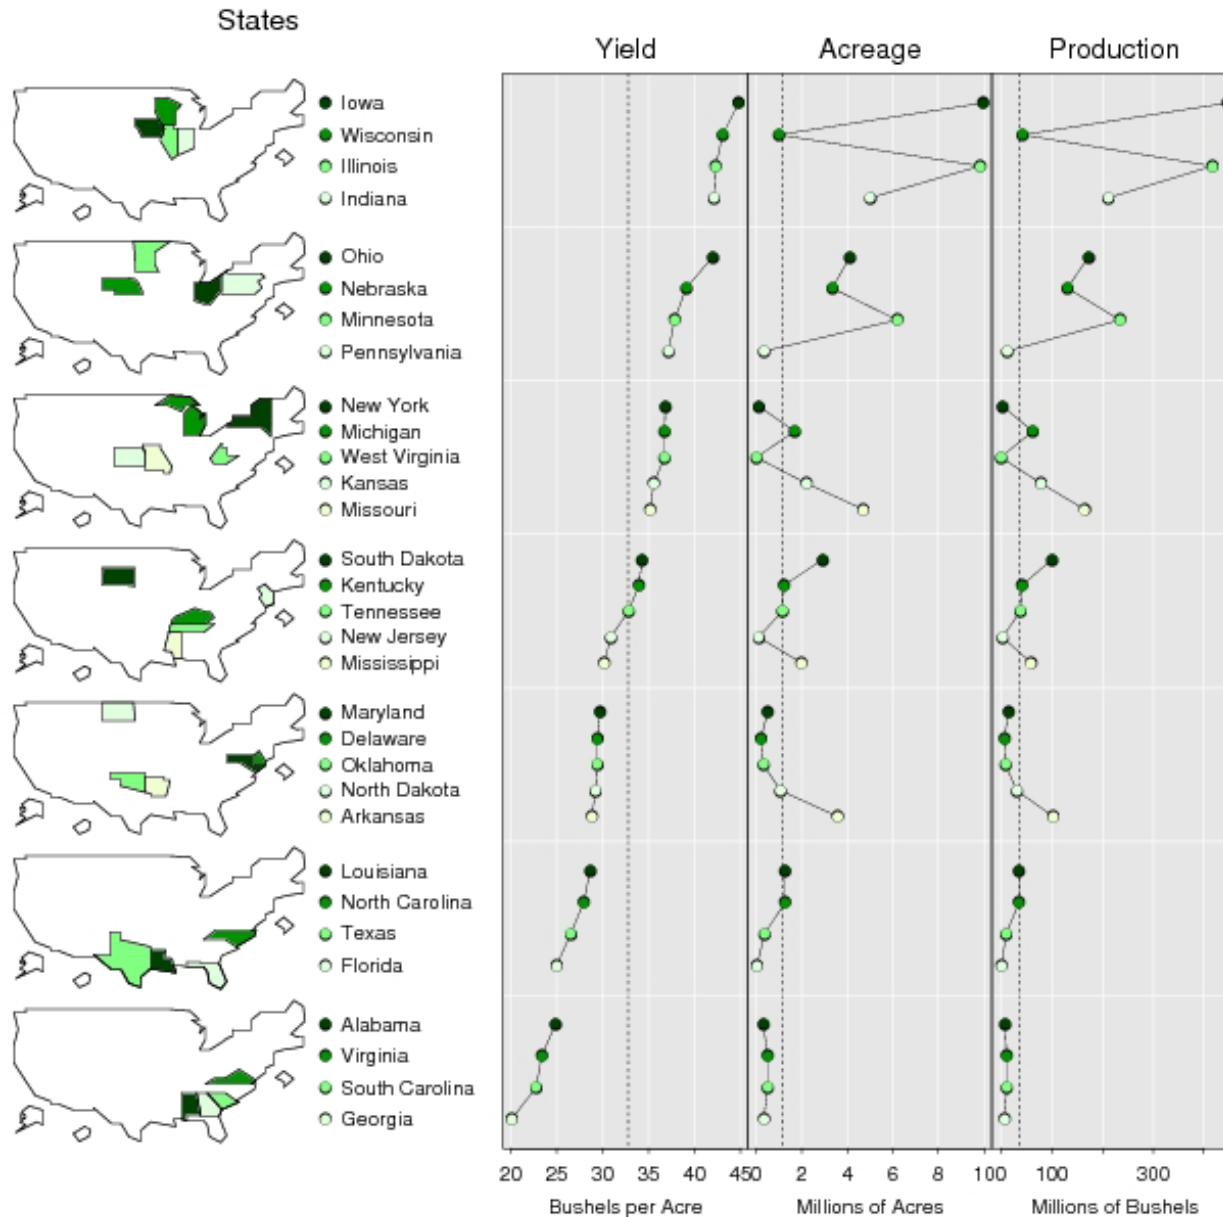 States
Yield Acreage Production
Iowa
Wisconsin
Illinois
Indiana
Ohio
Nebraska
Minnesota
Pennsylvania
New York
Michigan
West Virginia
Kansas
Missouri
South Dakota
Kentucky
Tennessee
New Jersey
Mississippi
Maryland
Delaware
Oklahoma
North Dakota
Arkansas
Louisiana
North Carolina
Texas
Florida
Alabama
Virginia
South Carolina
Georgia
20 25 30 35 40 45 0 2 4 6 8 10 0 100 300
Bushels per Acre Millions of Acres Millions of Bushels